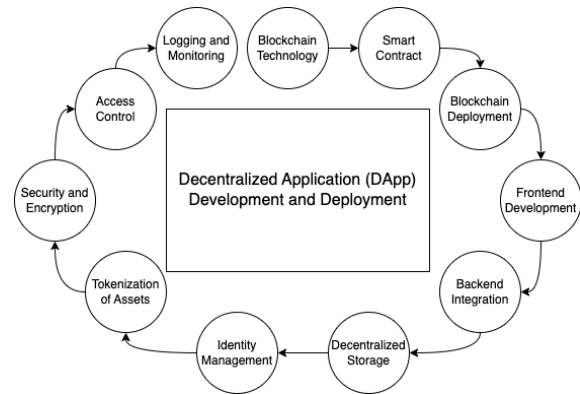 Logging and
Monitoring
Blockchain
Technology
Smart
Contract
Access
Control
Blockchain
Deployment
Decentralized Application (DApp)
Development and Deployment
Security and
Encryption
Frontend
Development
Tokenization
of Assets
Backend
Integration
Identity
Management
Decentralized
Storage